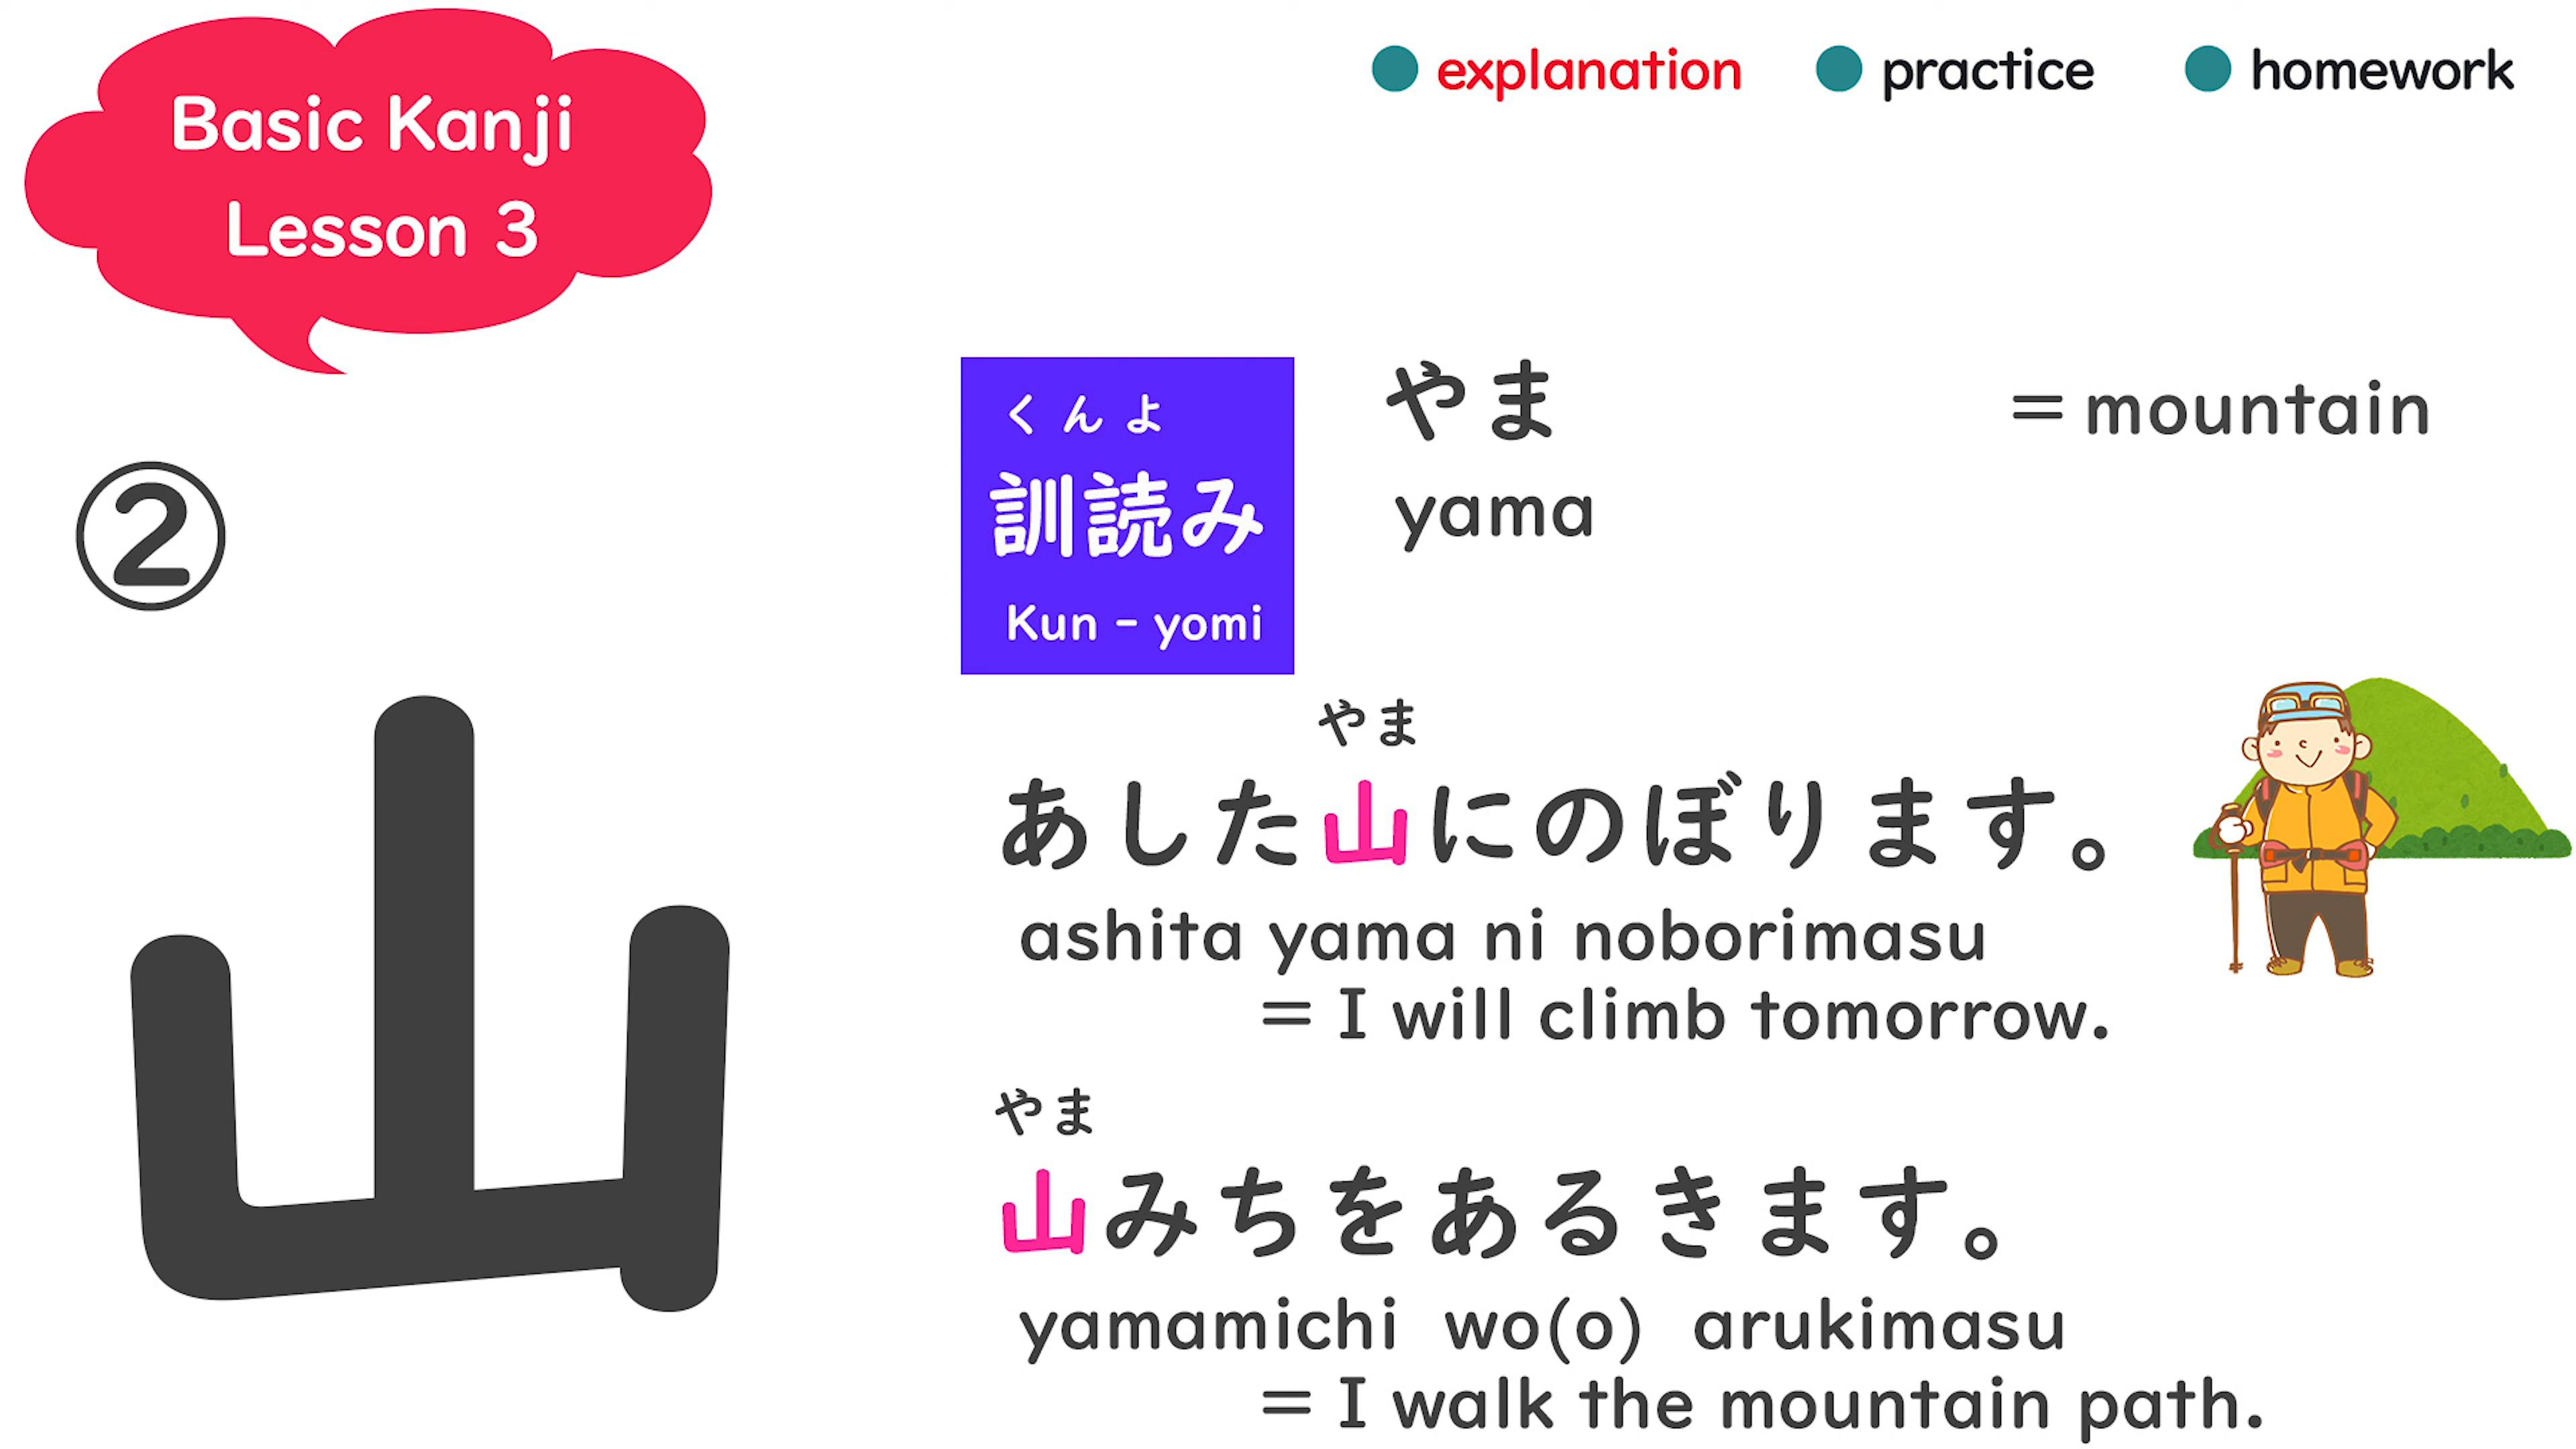 Basic Kanji
Lesson 3
explanation practice homework
②
山
くんよ
訓読み
Kun - yomi
やま
yama
= mountain
やま
あした山にのぼります。
ashita yama ni noborimasu
= I will climb tomorrow.
やま
山みちをあるきます。
yamamichi wo(o) arukimasu
= I walk the mountain path.